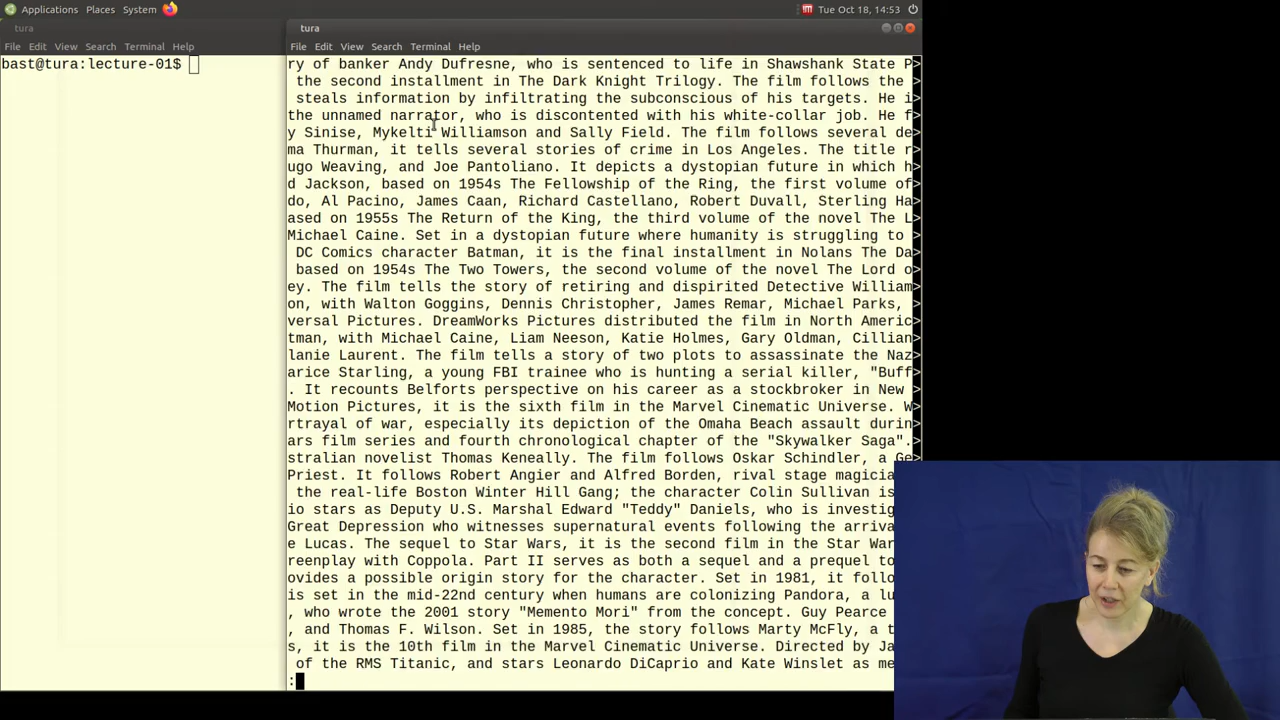 Applications Places System Tue Oct 18, 14:53
tura
tura
File Edit View Search Terminal Help
File Edit View Search Terminal Help
bast@tura:lecture-01$
ry of banker Andy Dufresne, who is sentenced to life in Shawshank State P>
the second installment in The Dark Knight Trilogy. The film follows the >
steals information by infiltrating the subconscious of his targets. He i>
the unnamed narrator, who is discontented with his white-collar job. He f>
y Sinise, Mykelti Williamson and Sally Field. The film follows several de>
ma Thurman, it tells several stories of crime in Los Angeles. The title r>
ugo Weaving, and Joe Pantoliano. It depicts a dystopian future in which h>
d Jackson, based on 1954s The Fellowship of the Ring, the first volume of>
do, Al Pacino, James Caan, Richard Castellano, Robert Duvall, Sterling Ha>
ased on 1955s The Return of the King, the third volume of the novel The L>
Michael Caine. Set in a dystopian future where humanity is struggling to >
DC Comics character Batman, it is the final installment in Nolans The Da>
based on 1954s The Two Towers, the second volume of the novel The Lord o>
ey. The film tells the story of retiring and dispirited Detective William>
on, with Walton Goggins, Dennis Christopher, James Remar, Michael Parks, >
versal Pictures. DreamWorks Pictures distributed the film in North Americ>
tman, with Michael Caine, Liam Neeson, Katie Holmes, Gary Oldman, Cillian>
lanie Laurent. The film tells a story of two plots to assassinate the Naz>
arice Starling, a young FBI trainee who is hunting a serial killer, "Buff>
. It recounts Belforts perspective on his career as a stockbroker in New >
Motion Pictures, it is the sixth film in the Marvel Cinematic Universe. W>
rtrayal of war, especially its depiction of the Omaha Beach assault durin>
ars film series and fourth chronological chapter of the "Skywalker Saga".>
stralian novelist Thomas Keneally. The film follows Oskar Schindler, a Ge>
Priest. It follows Robert Angier and Alfred Borden, rival stage magicia
the real-life Boston Winter Hill Gang; the character Colin Sullivan is
io stars as Deputy U.S. Marshal Edward "Teddy" Daniels, who is investig
Great Depression who witnesses supernatural events following the arriva
e Lucas. The sequel to Star Wars, it is the second film in the Star War
reenplay with Coppola. Part II serves as both a sequel and a prequel to
ovides a possible origin story for the character. Set in 1981, it follo
is set in the mid-22nd century when humans are colonizing Pandora, a lu
, who wrote the 2001 story "Memento Mori" from the concept. Guy Pearce
, and Thomas F. Wilson. Set in 1985, the story follows Marty McFly, a t
s, it is the 10th film in the Marvel Cinematic Universe. Directed by Ja
of the RMS Titanic, and stars Leonardo DiCaprio and Kate Winslet as me
: